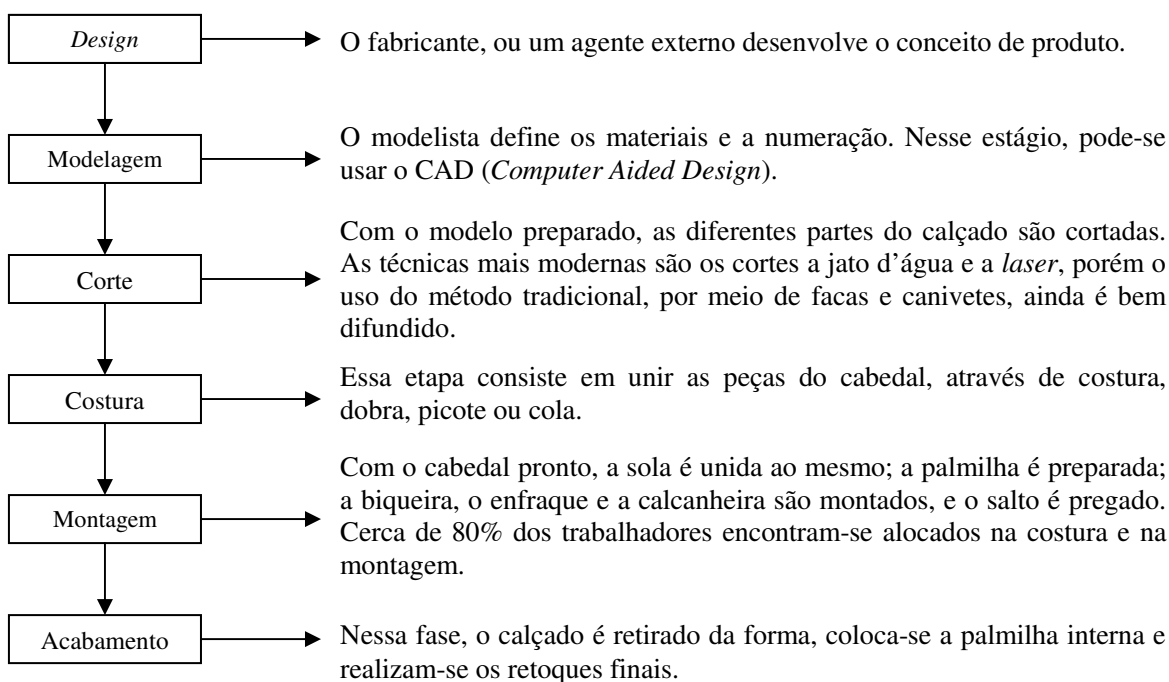 Design
O fabricante, ou um agente externo desenvolve o conceito de produto.
Modelagem
O modelista define os materiais e a numeração. Nesse estágio, pode-se
usar o CAD (Computer Aided Design).
Corte
Com o modelo preparado, as diferentes partes do calçado são cortadas.
As técnicas mais modernas são os cortes a jato d’água e a laser, porém o
uso do método tradicional, por meio de facas e canivetes, ainda é bem
difundido.
Costura
Essa etapa consiste em unir as peças do cabedal, através de costura,
dobra, picote ou cola.
Montagem
Com o cabedal pronto, a sola é unida ao mesmo; a palmilha é preparada;
a biqueira, o enfraque e a calcanheira são montados, e o salto é pregado.
Cerca de 80% dos trabalhadores encontram-se alocados na costura e na
montagem.
Acabamento
Nessa fase, o calçado é retirado da forma, coloca-se a palmilha interna e
realizam-se os retoques finais.